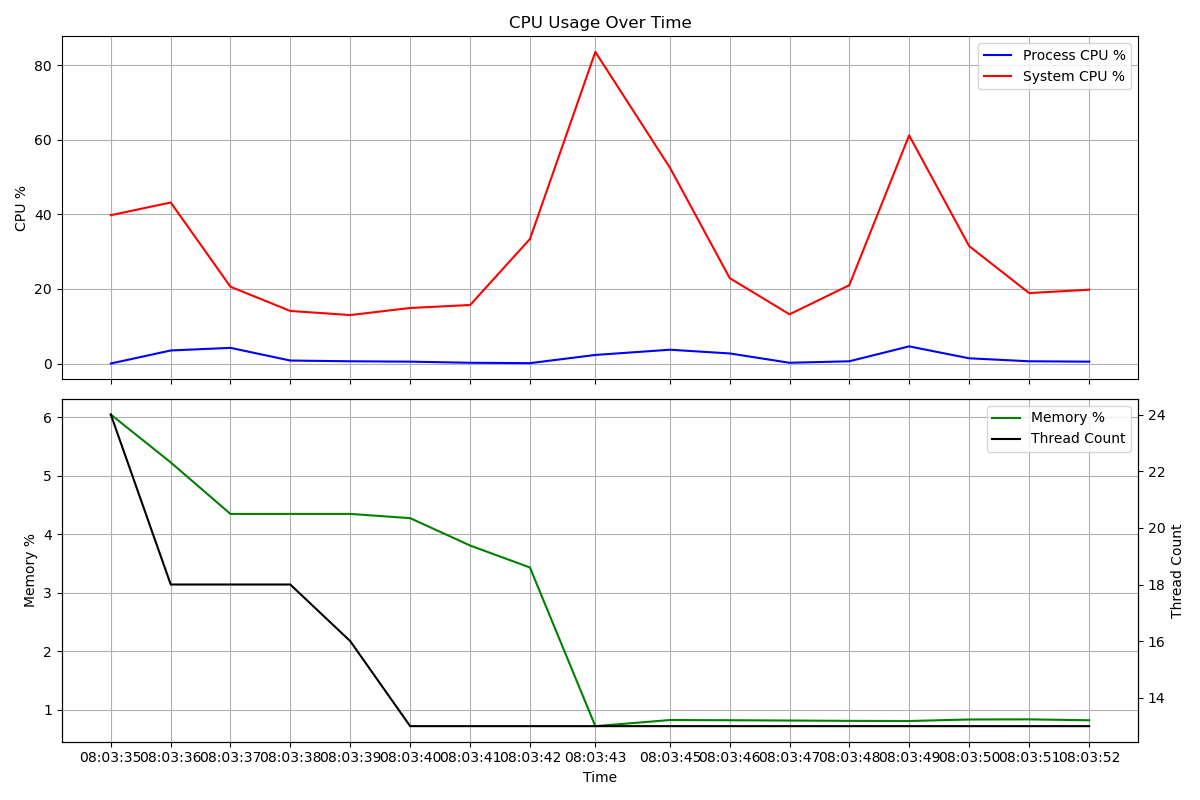 CPU Usage Over Time
Process CPU %
System CPU %
80
60
40
20
0
CPU %
Memory %
Thread Count
6
5
4
3
2
1
Memory %
24
22
20
18
16
14
Thread Count
08:03:35 08:03:36 08:03:37 08:03:38 08:03:39 08:03:40 08:03:41 08:03:42 08:03:43 08:03:45 08:03:46 08:03:47 08:03:48 08:03:49 08:03:50 08:03:51 08:03:52
Time